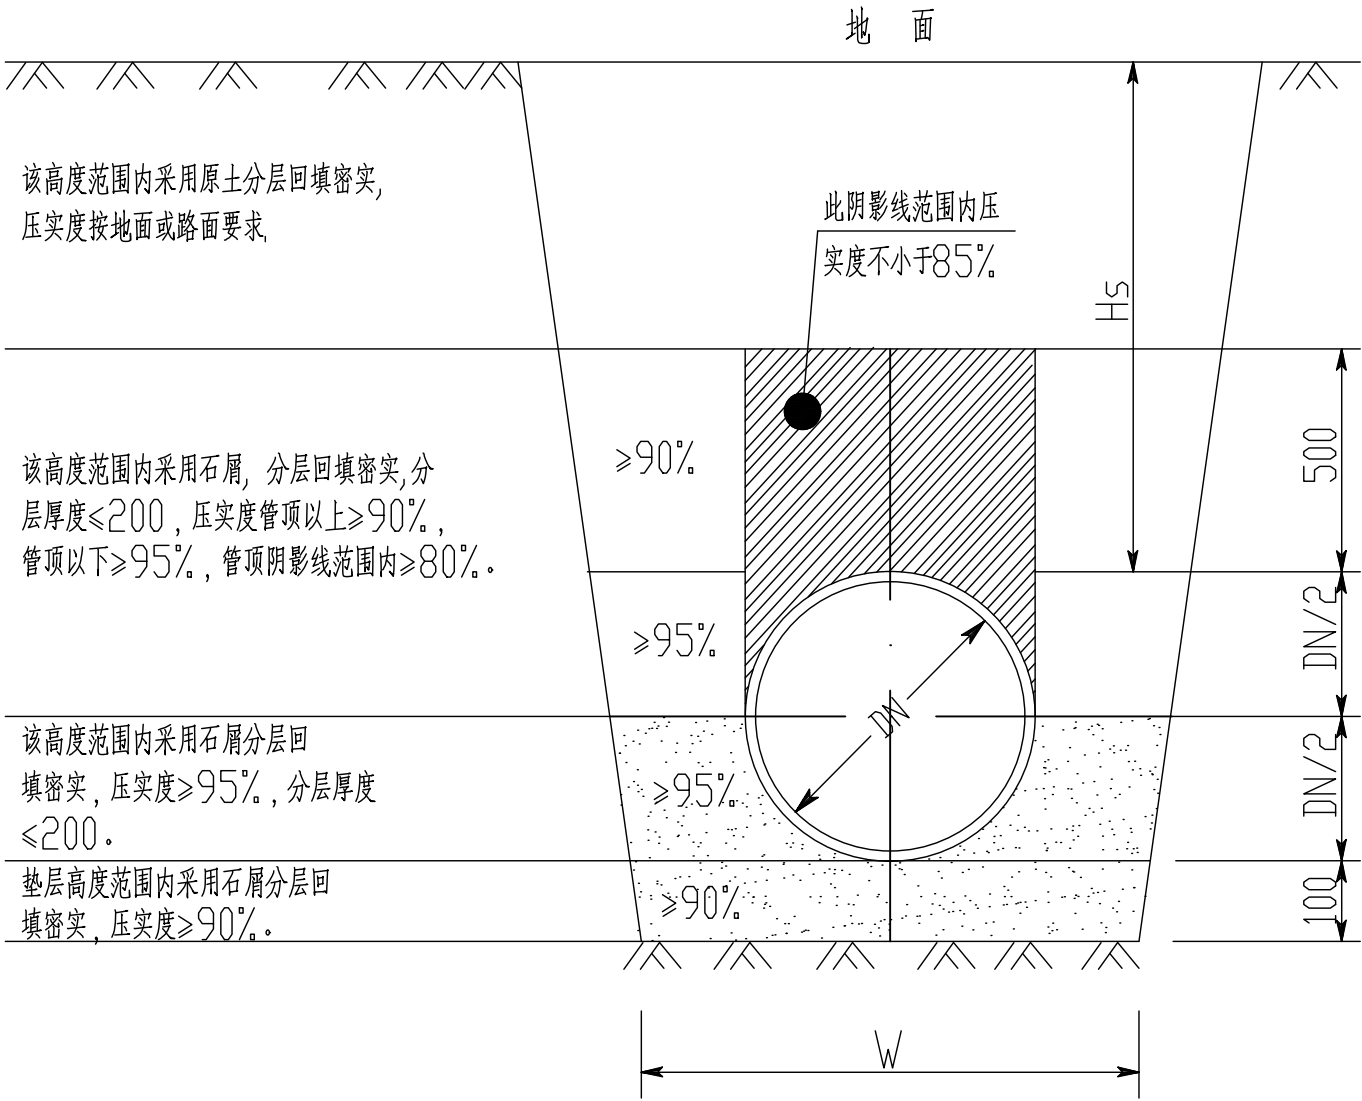 地 面
该高度范围内采用原土分层回填密实,
压实度按地面或路面要求,
此阴影线范围内压
实度不小于85%
Hs
该高度范围内采用石屑, 分层回填密实,分
层厚度≤200,压实度管顶以上≥90%,
管顶以下≥95%,管顶阴影线范围内≥80%。
≥90%
500
≥95%
DN/2
DN
该高度范围内采用石屑分层回
填密实,压实度≥95%,分层厚度
≤200。
≥95%
DN/2
垫层高度范围内采用石屑分层回
填密实,压实度≥90%。
≥90%
100
W